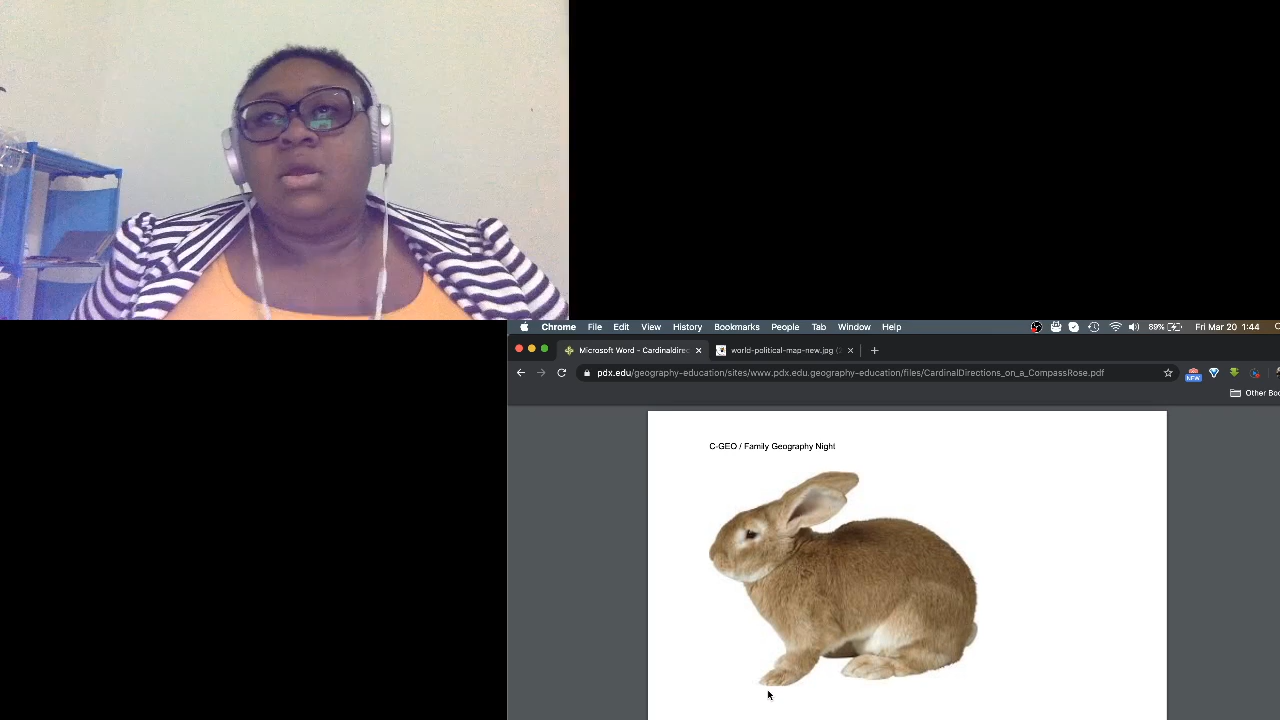 Chrome File Edit View History Bookmarks People Tab Window Help 89% Fri Mar 20 1:44
Microsoft Word - Cardinaldirec world-political-map-new.jpg (
pdx.edu/geography-education/sites/www.pdx.edu.geography-education/files/CardinalDirections_on_a_CompassRose.pdf NEW
Other Boo
C-GEO / Family Geography Night